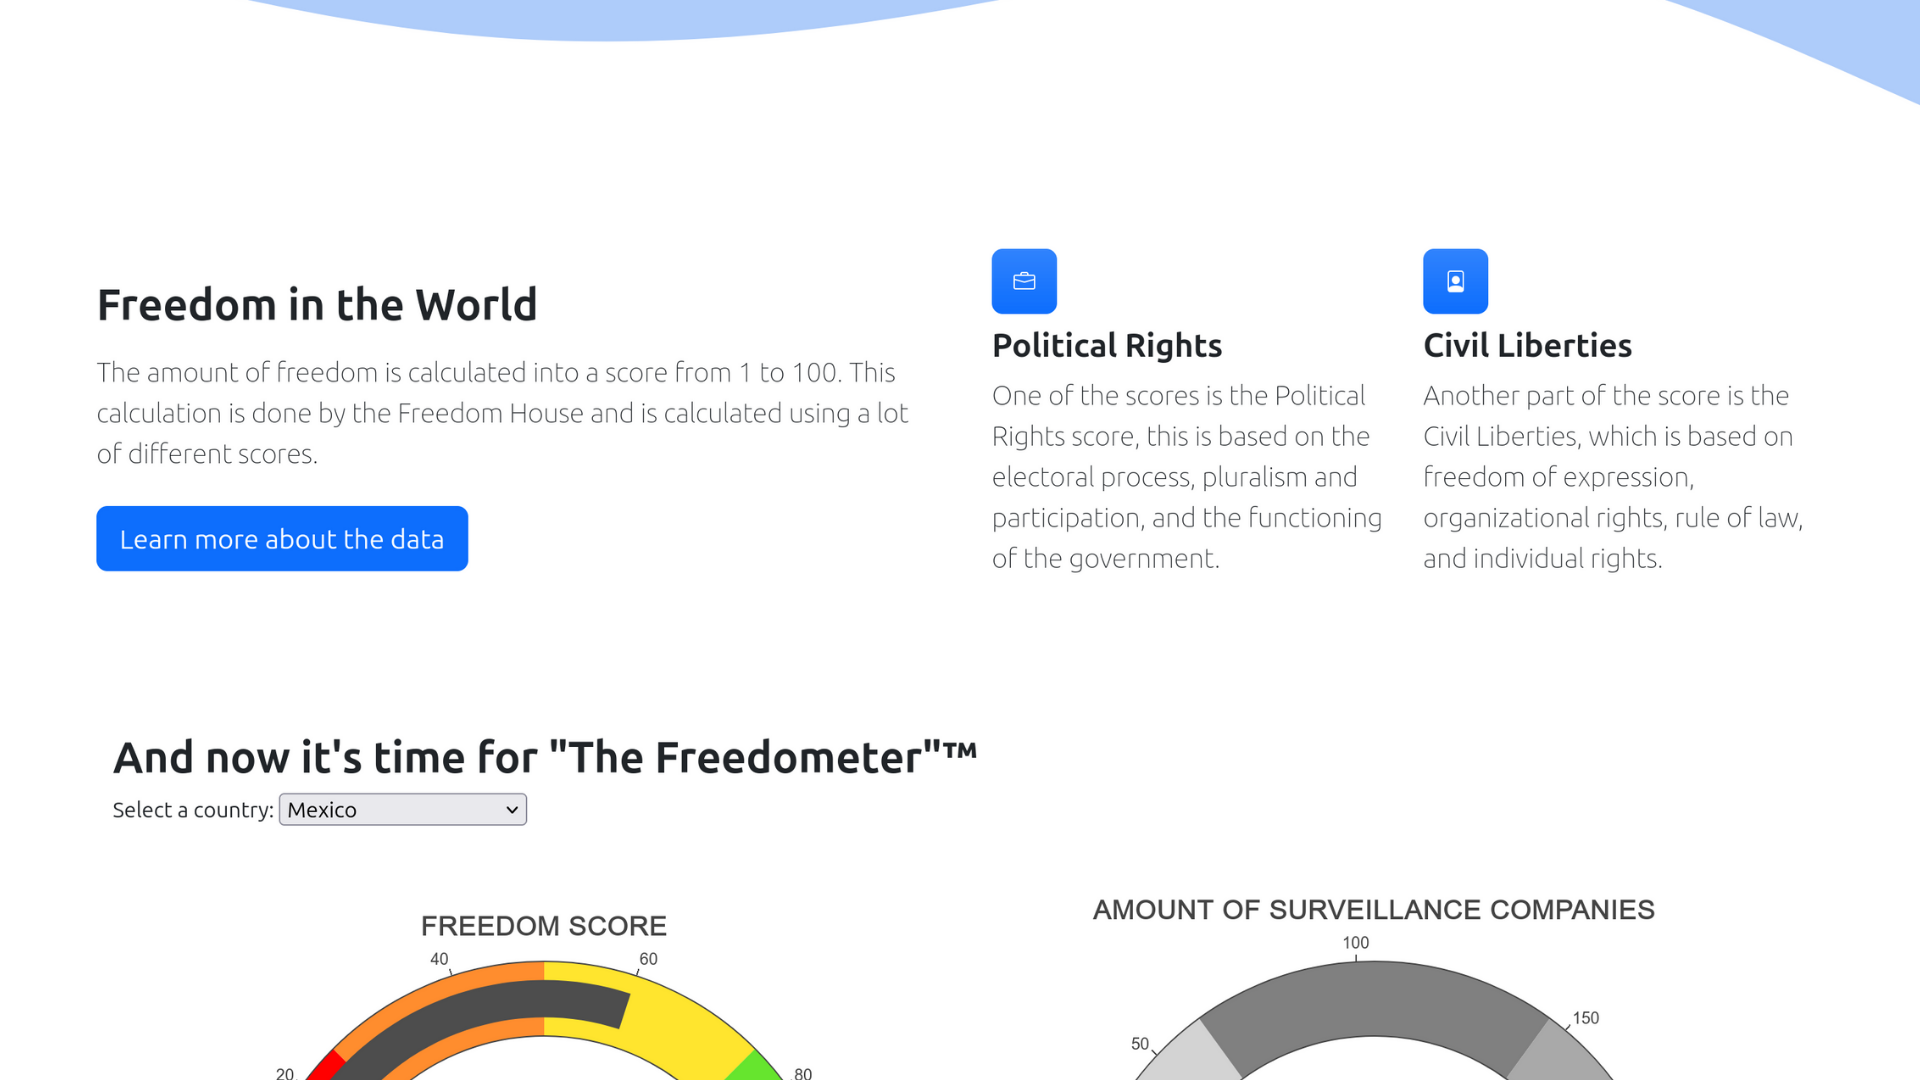 Freedom in the World
The amount of freedom is calculated into a score from 1 to 100. This
calculation is done by the Freedom House and is calculated using a lot
of different scores.
Learn more about the data
Political Rights
One of the scores is the Political
Rights score, this is based on the
electoral process, pluralism and
participation, and the functioning
of the government.
Civil Liberties
Another part of the score is the
Civil Liberties, which is based on
freedom of expression,
organizational rights, rule of law,
and individual rights.
And now it's time for "The Freedometer"™
Select a country: Mexico
FREEDOM SCORE
20
40
60
80
AMOUNT OF SURVEILLANCE COMPANIES
50
100
150